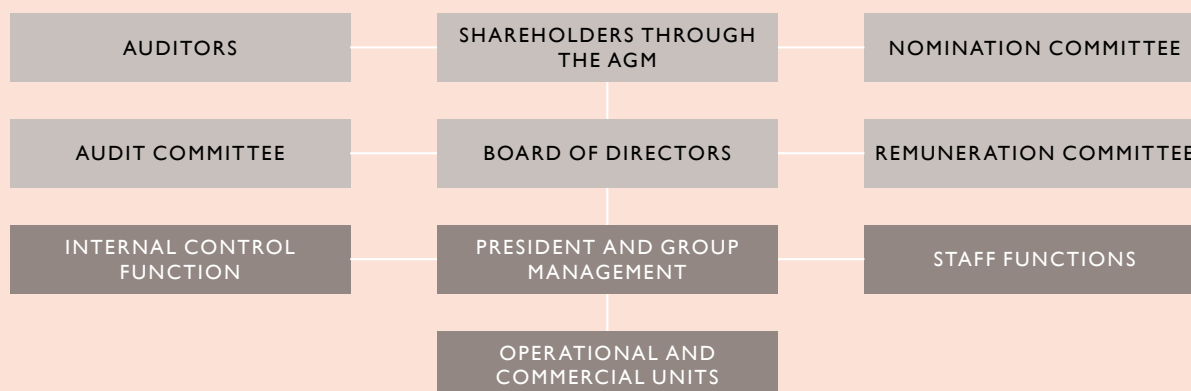 AUDITORS
SHAREHOLDERS THROUGH
THE AGM
NOMINATION COMMITTEE
AUDIT COMMITTEE
BOARD OF DIRECTORS
REMUNERATION COMMITTEE
INTERNAL CONTROL
FUNCTION
PRESIDENT AND GROUP
MANAGEMENT
STAFF FUNCTIONS
OPERATIONAL AND
COMMERCIAL UNITS